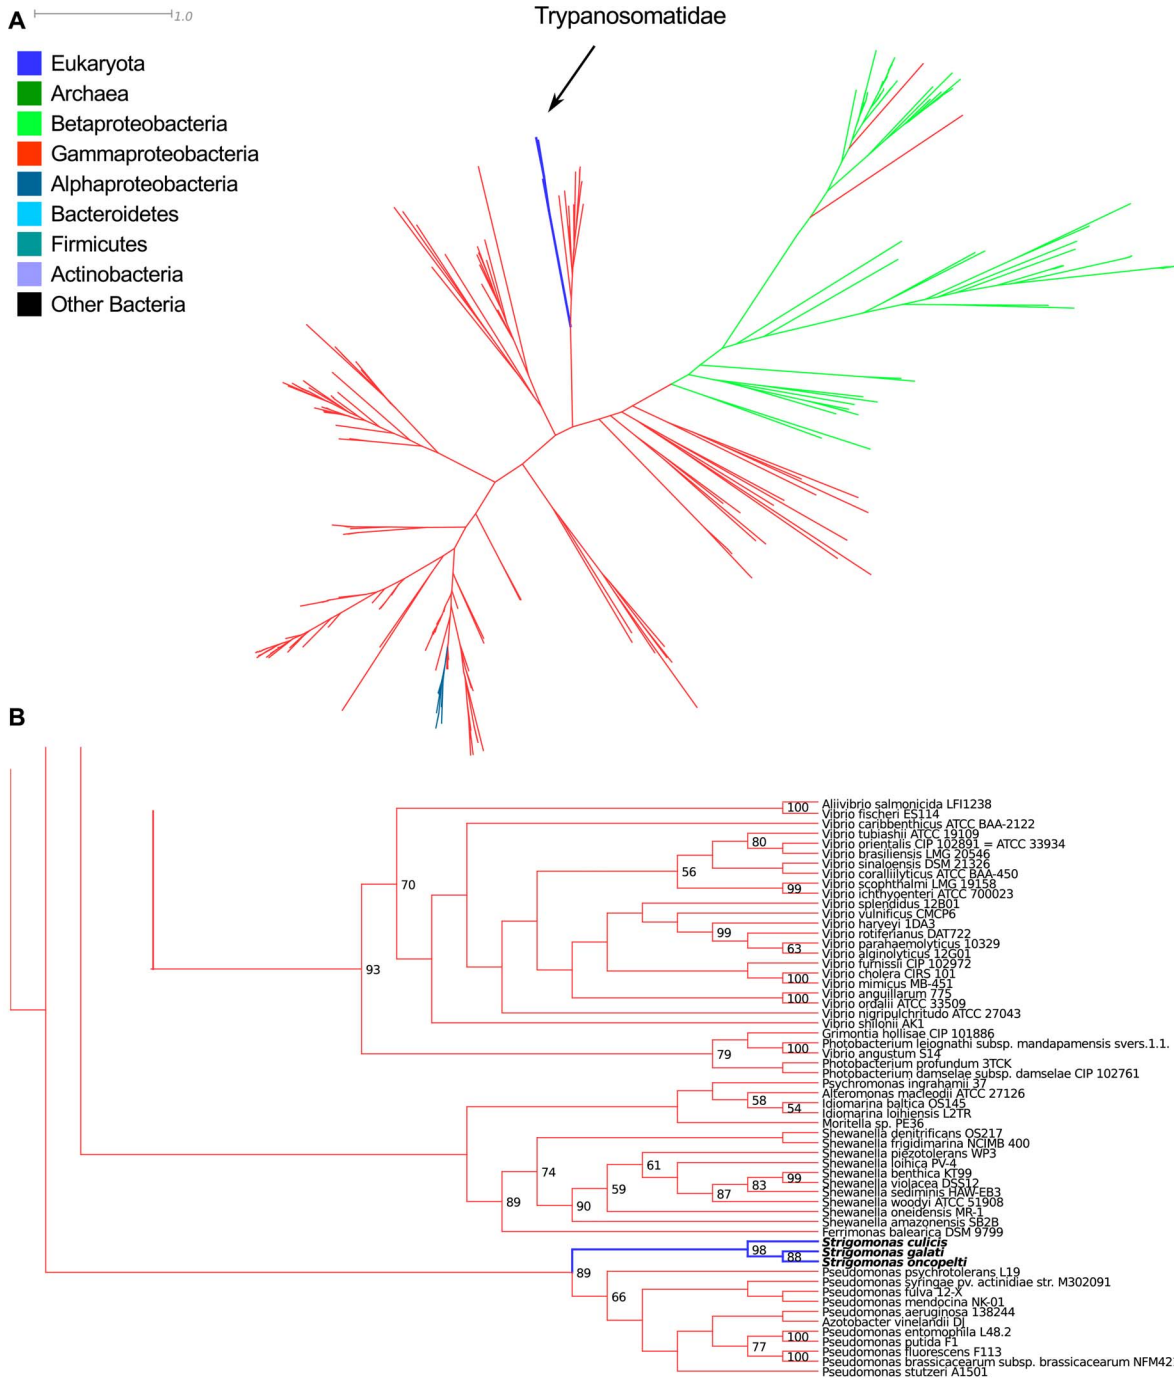 A
1.0
Trypanosomatidae
Eukaryota
Archaea
Betaproteobacteria
Gammaproteobacteria
Alphaproteobacteria
Bacteroidetes
Firmicutes
Actinobacteria
Other Bacteria
B
100 Aliivibrio salmonicida LFI1238
Vibrio fischeri ES114
Vibrio caribbenthicus ATCC BAA-2122
Vibrio tubiashii ATCC 19109
80 Vibrio orientalis CIP 102891 = ATCC 33934
Vibrio brasiliensis LMG 20546
Vibrio sinaloensis DSM 21326
56 Vibrio coralliilyticus ATCC BAA-450
Vibrio scophthalmi LMG 19158
70 99 Vibrio ichthyoenteri ATCC 700023
Vibrio splendidus 12B01
Vibrio vulnificus CMCP6
Vibrio harveyi 1DA3
99 Vibrio rotiferianus DAT722
Vibrio parahaemolyticus 10329
63 Vibrio alginolyticus 12G01
Vibrio furnissii CIP 102972
93 Vibrio cholera CIRS 101
100 Vibrio mimicus MB-451
Vibrio anguillarum 775
100 Vibrio ordalii ATCC 33509
Vibrio nigripulchritudo ATCC 27043
Vibrio shilonii AK1
Grimontia hollisae CIP 101886
Photobacterium leiognathi subsp. mandapamensis svers.1.1.
79 100 Vibrio angustum S14
Photobacterium profundum 3TCK
Photobacterium damselae subsp. damselae CIP 102761
Psychromonas ingrahamii 37
Alteromonas macleodii ATCC 27126
58 Idiomarina baltica OS145
54 Idiomarina loihiensis L2TR
Moritella sp. PE36
Shewanella denitrificans OS217
Shewanella frigidimarina NCIMB 400
Shewanella piezotolerans WP3
61 Shewanella loihica PV-4
74 Shewanella benthica KT99
99 Shewanella violacea DSS12
59 87 83 Shewanella sediminis HAW-EB3
89 90 Shewanella woodyi ATCC 51908
Shewanella oneidensis MR-1
Shewanella amazonensis SB2B
Ferrimonas balearica DSM 9799
Strigomonas culicis
98 Strigomonas galati
88 Strigomonas oncopelti
89 Pseudomonas psychrotolerans L19
Pseudomonas syringae pv. actinidiae str. M302091
66 Pseudomonas fulva 12-X
Pseudomonas mendocina NK-01
Pseudomonas aeruginosa 138244
Azotobacter vinelandii DJ
Pseudomonas entomophila L48.2
100 Pseudomonas putida F1
77 Pseudomonas fluorescens F113
100 Pseudomonas brassicacearum subsp. brassicacearum NFM42
Pseudomonas stutzeri A1501